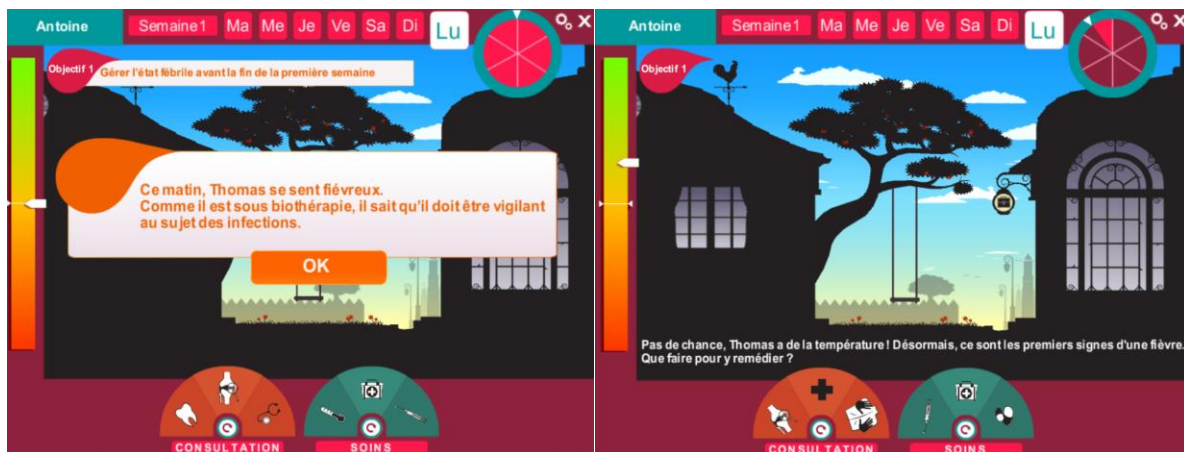 Antoine
Semaine 1 Ma Me Je Ve Sa Di Lu
Objectif 1
Gérer l'état fébrile avant la fin de la première semaine
Ce matin, Thomas se sent fiévreux.
Comme il est sous biothérapie, il sait qu'il doit être vigilant
au sujet des infections.
OK
CONSULTATION
SOINS
Antoine
Semaine 1 Ma Me Je Ve Sa Di Lu
Objectif 1
Pas de chance, Thomas a de la température ! Désormais, ce sont les premiers signes d'une fièvre.
Que faire pour y remédier ?
CONSULTATION
SOINS